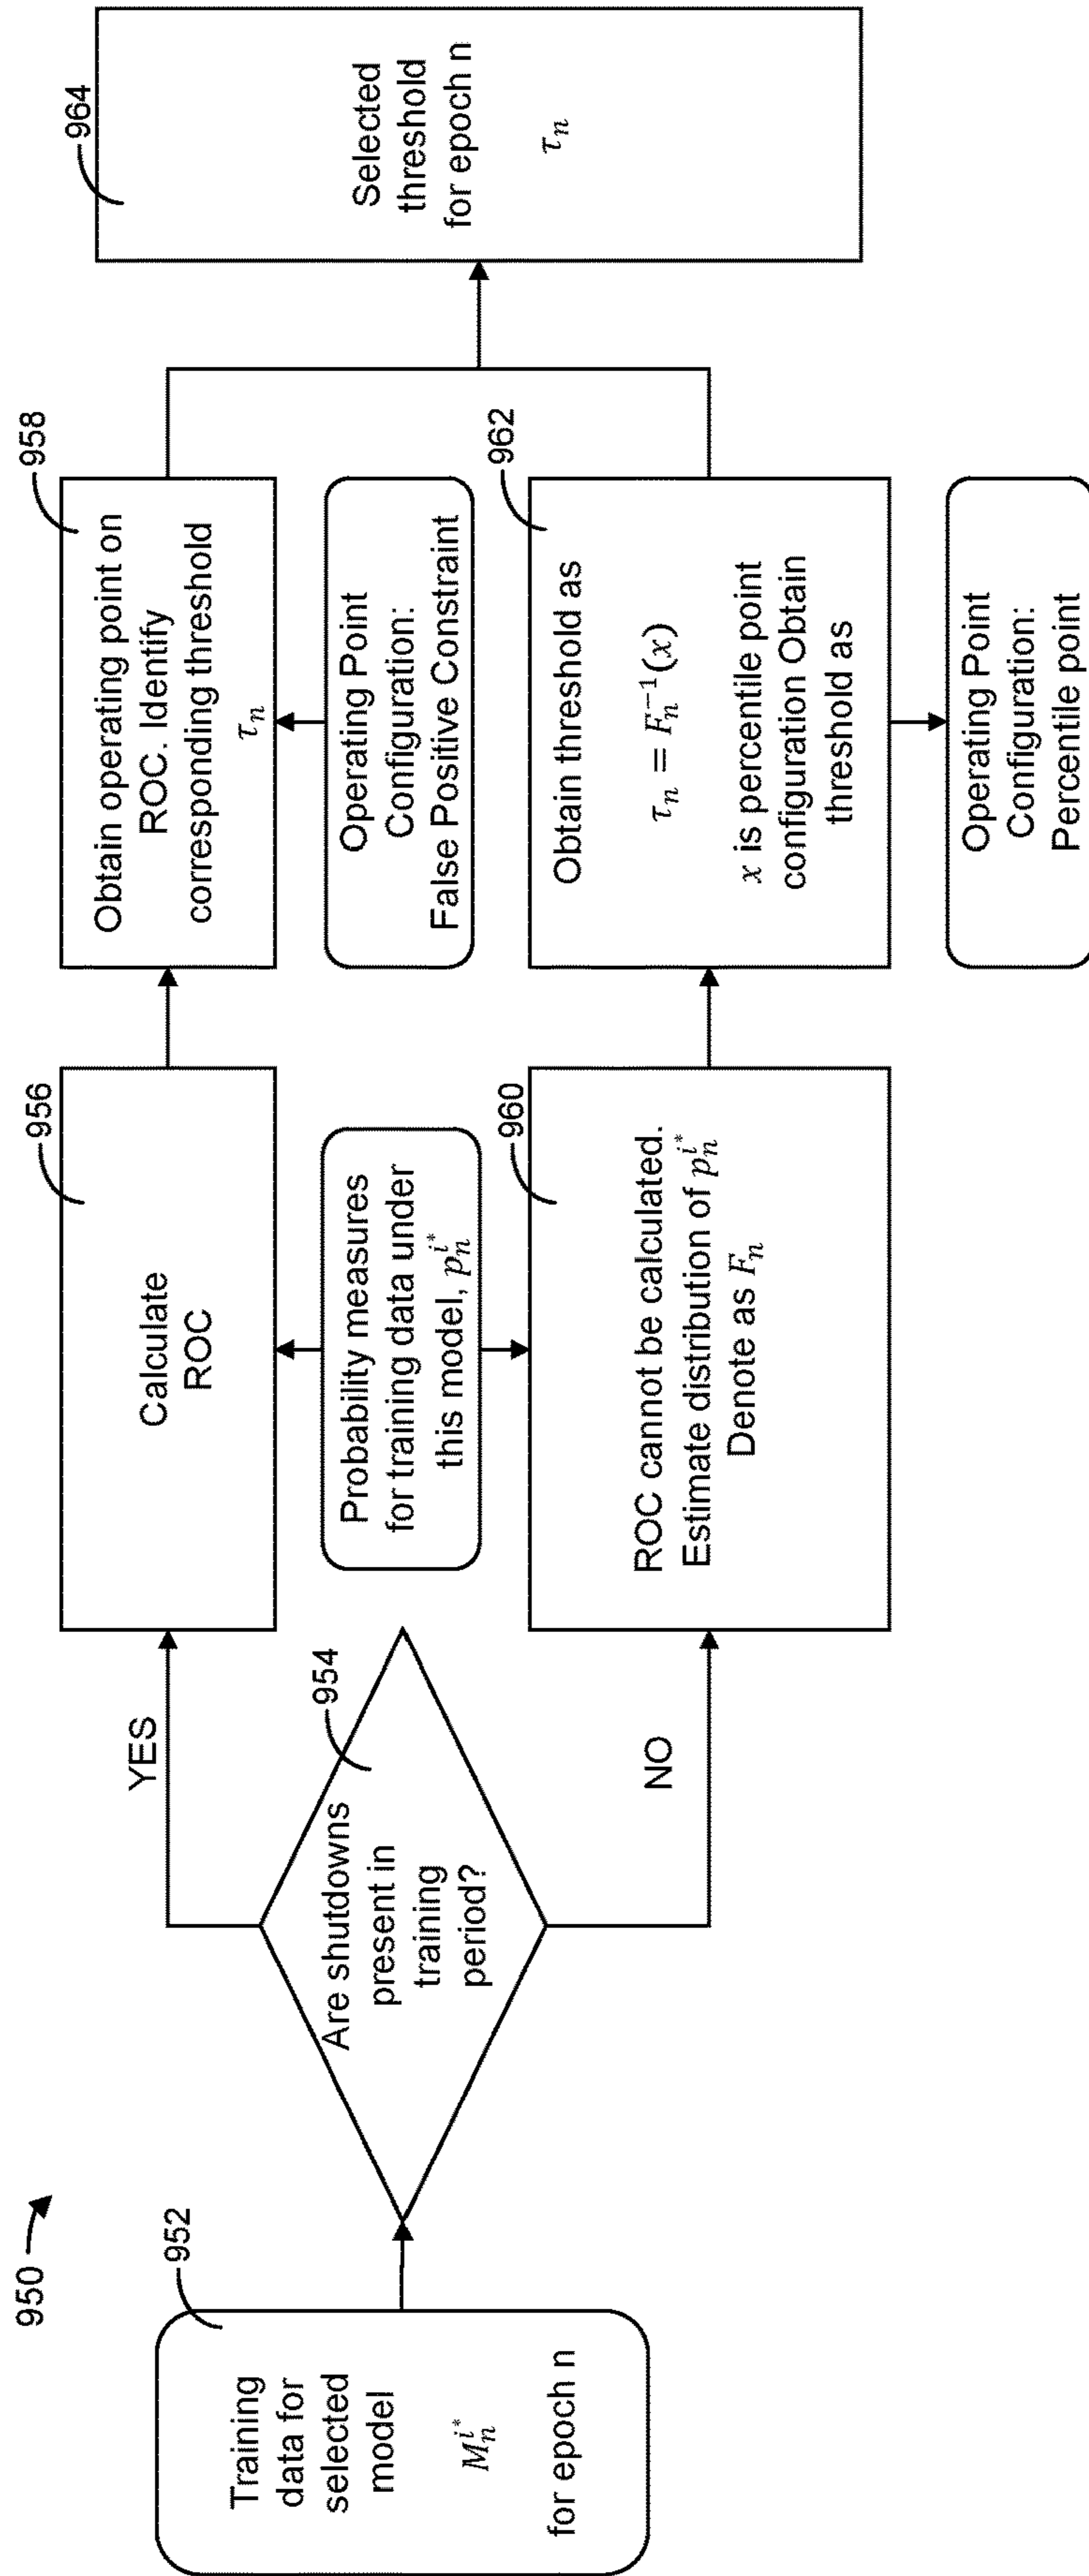 950
952
Training
data for
selected
model
$M_n^{i^*}$
for epoch n
954
Are shutdowns
present in
training
period?
YES
NO
956
Calculate
ROC
Probability measures
for training data under
this model, $p_n^{i^*}$
960
ROC cannot be calculated.
Estimate distribution of $p_n^{i^*}$
Denote as $F_n$
958
Obtain operating point on
ROC. Identify
corresponding threshold
$\tau_n$
Operating Point
Configuration:
False Positive Constraint
962
Obtain threshold as
$\tau_n = F_n^{-1}(x)$
$x$ is percentile point
configuration Obtain
threshold as
Operating Point
Configuration:
Percentile point
964
Selected
threshold
for epoch n
$\tau_n$